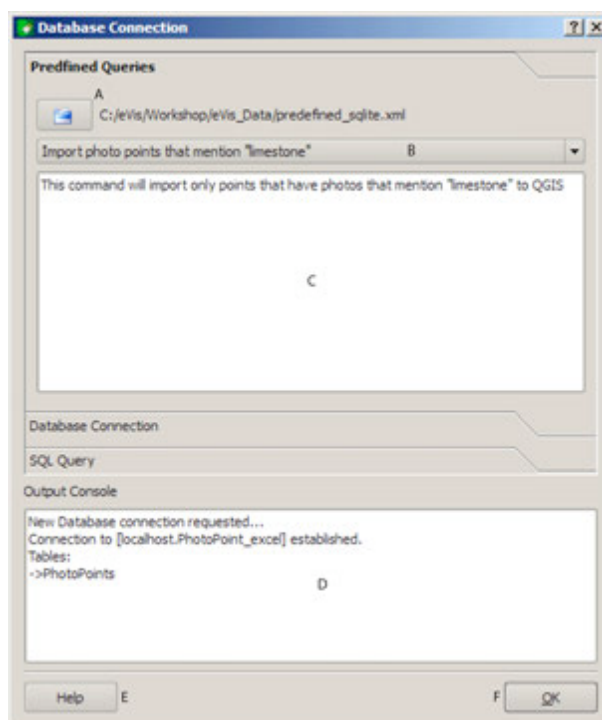 Database Connection
Predfined Queries
A
C:/eVis/Workshop/eVis_Data/predefined_sqlite.xml
Import photo points that mention "limestone" B
This command will import only points that have photos that mention "limestone" to QGIS
C
Database Connection
SQL Query
Output Console
New Database connection requested...
Connection to [localhost.PhotoPoint_excel] established.
Tables:
->PhotoPoints
D
Help E F OK